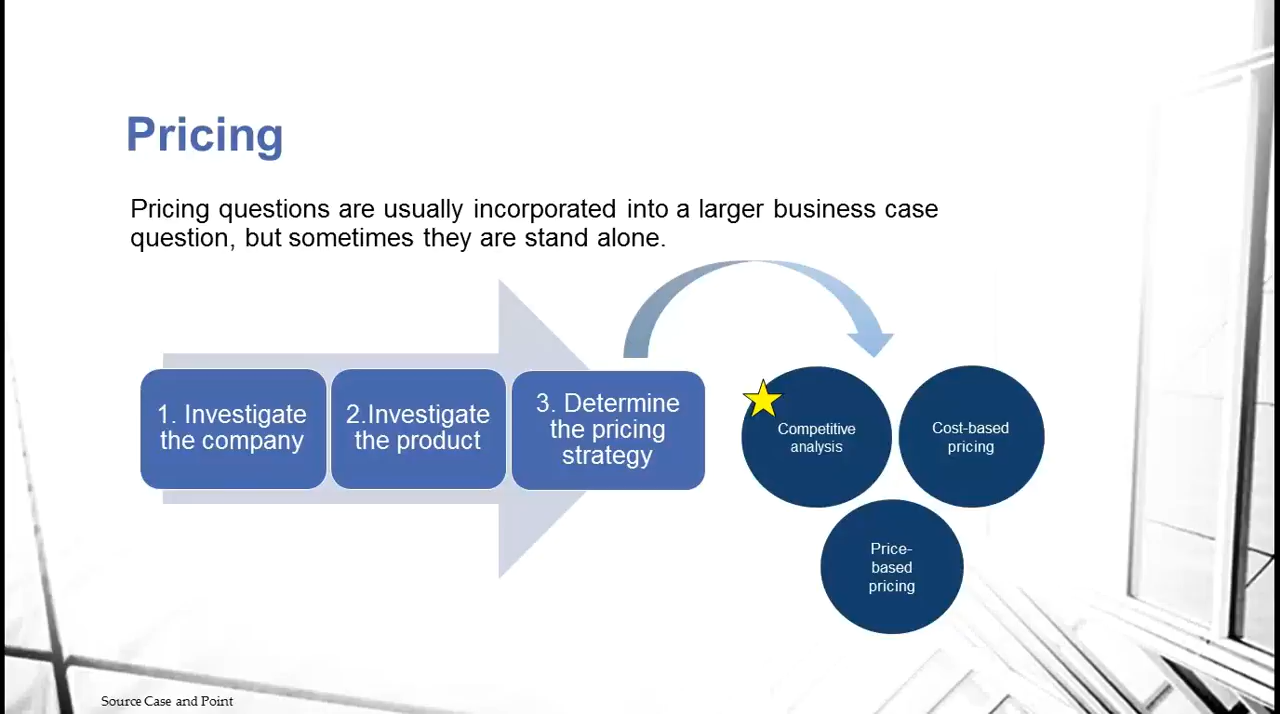 Pricing
Pricing questions are usually incorporated into a larger business case
question, but sometimes they are stand alone.
1. Investigate
the company
2.Investigate
the product
3. Determine
the pricing
strategy
Competitive
analysis
Cost-based
pricing
Price-
based
pricing
Source Case and Point